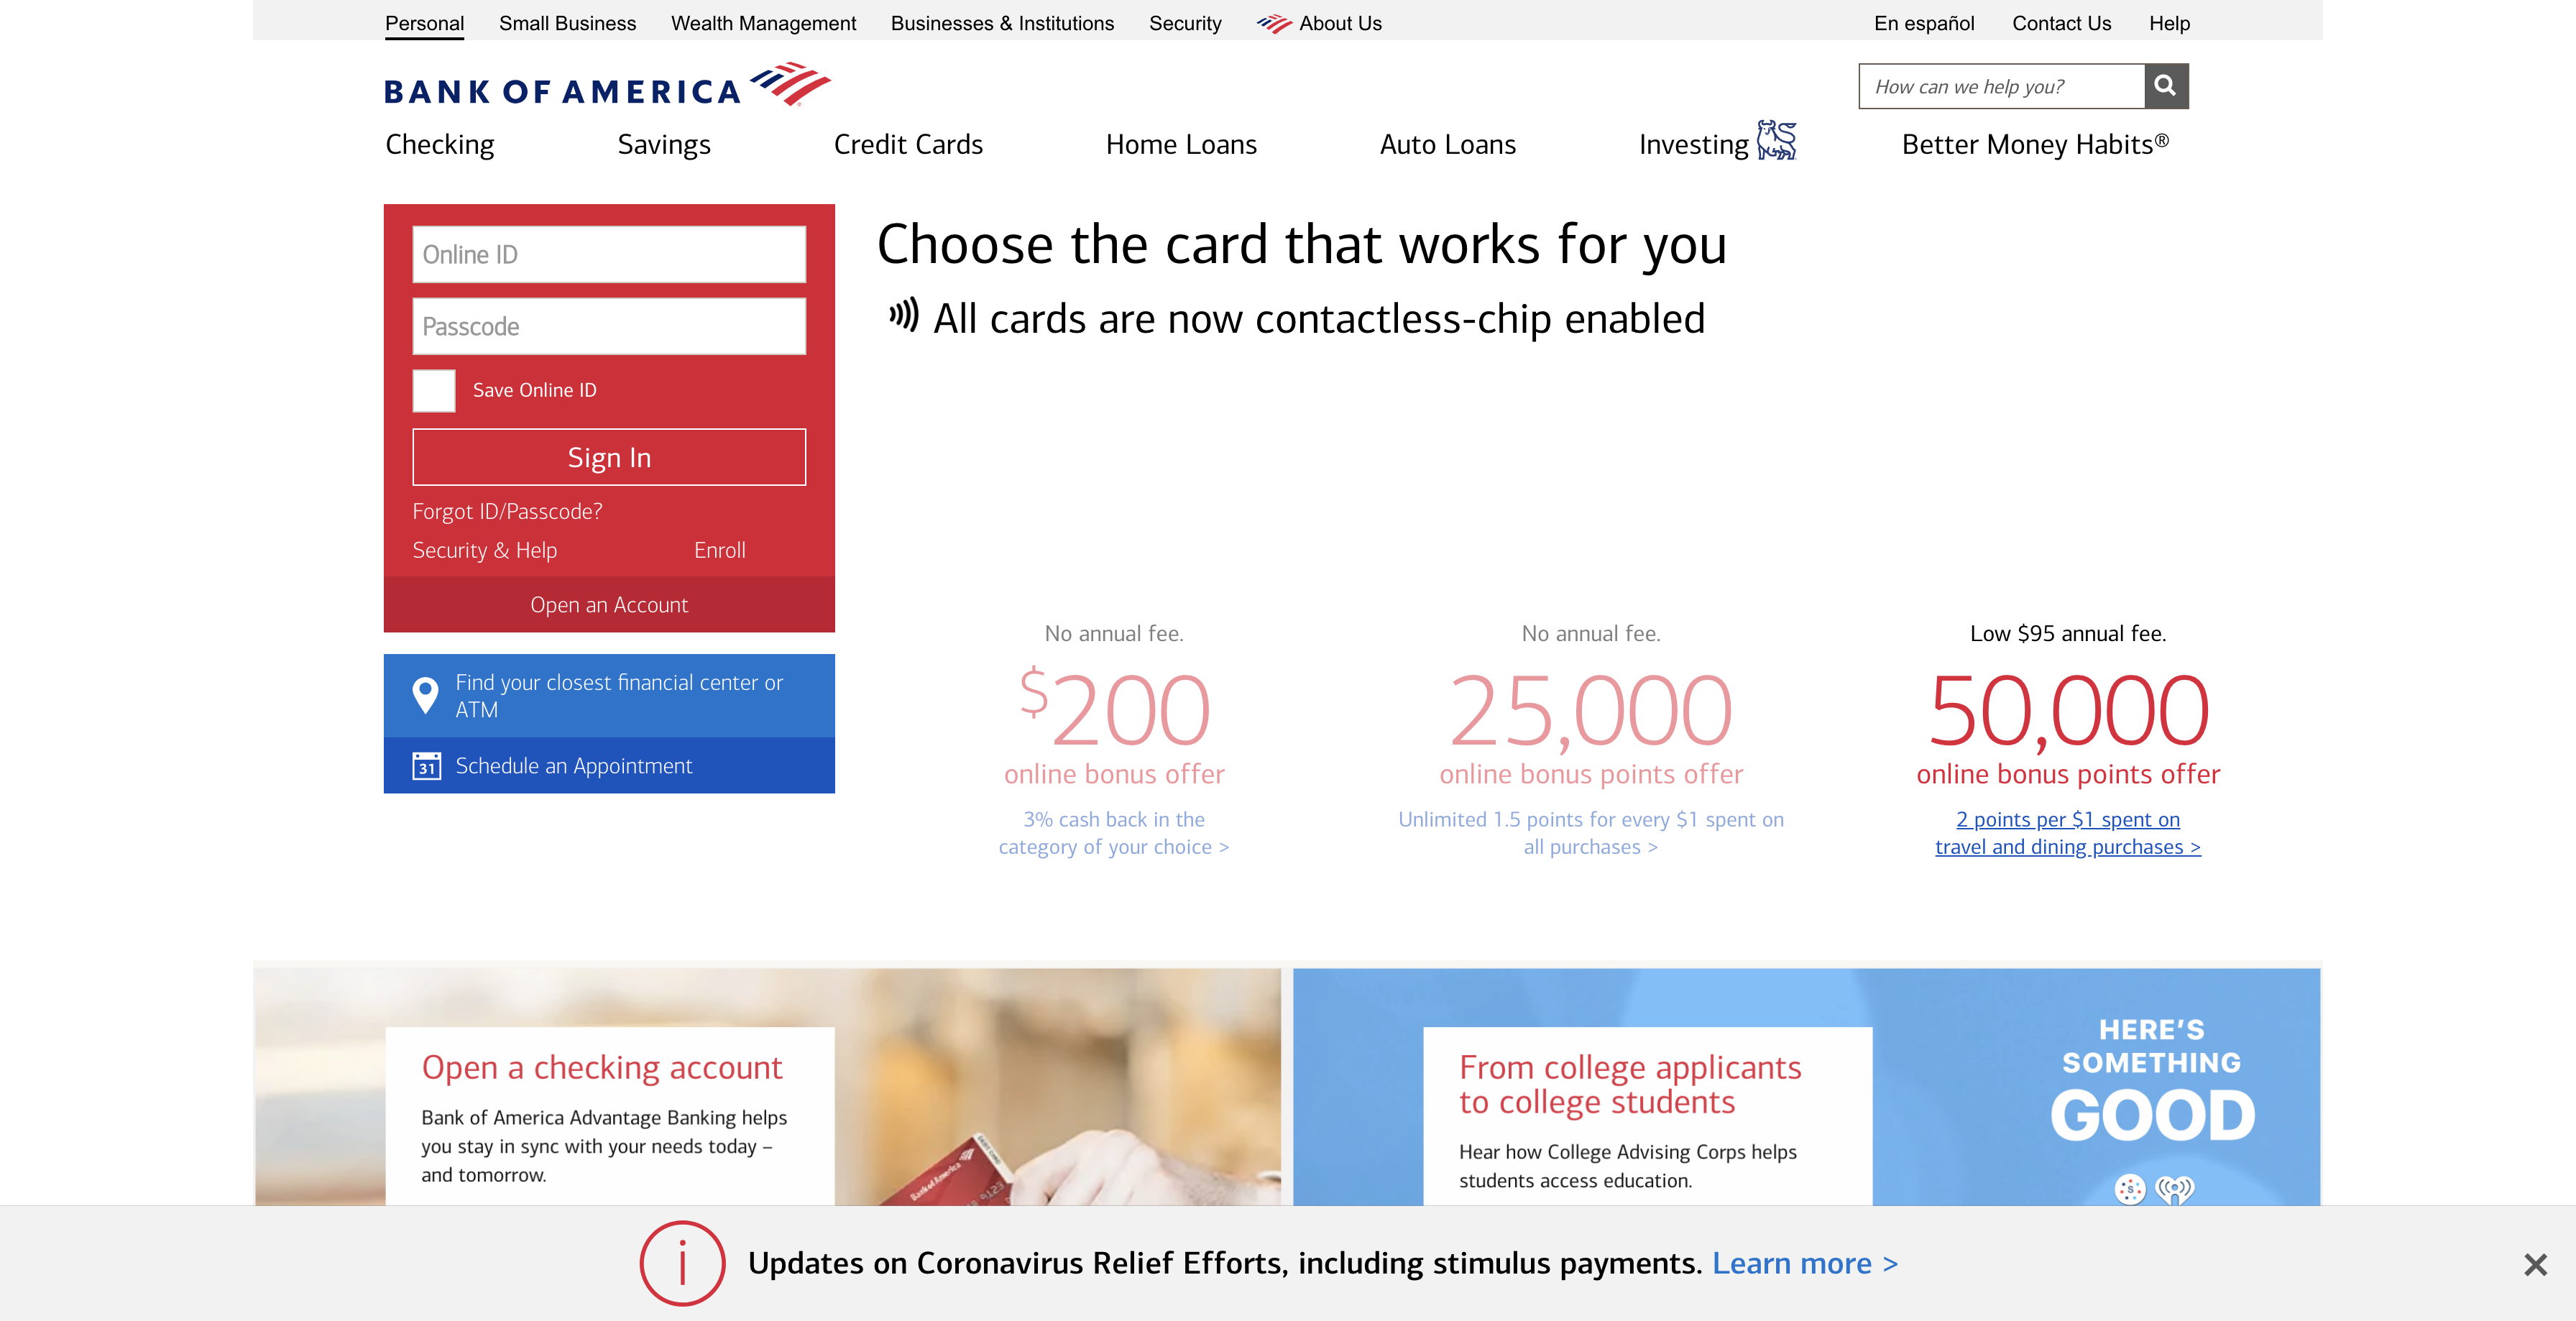 Personal Small Business Wealth Management Businesses & Institutions Security About Us En español Contact Us Help
BANK OF AMERICA
How can we help you?
Checking Savings Credit Cards Home Loans Auto Loans Investing Better Money Habits®
Online ID
Passcode
Save Online ID
Sign In
Forgot ID/Passcode?
Security & Help Enroll
Open an Account
Find your closest financial center or
ATM
31 Schedule an Appointment
Choose the card that works for you
All cards are now contactless-chip enabled
No annual fee.
$200
online bonus offer
3% cash back in the
category of your choice >
No annual fee.
25,000
online bonus points offer
Unlimited 1.5 points for every $1 spent on
all purchases >
Low $95 annual fee.
50,000
online bonus points offer
2 points per $1 spent on
travel and dining purchases >
Open a checking account
Bank of America Advantage Banking helps
you stay in sync with your needs today –
and tomorrow.
DEBIT CARD
Bank of America
From college applicants
to college students
Hear how College Advising Corps helps
students access education.
HERE'S
SOMETHING
GOOD
S
Updates on Coronavirus Relief Efforts, including stimulus payments. Learn more >